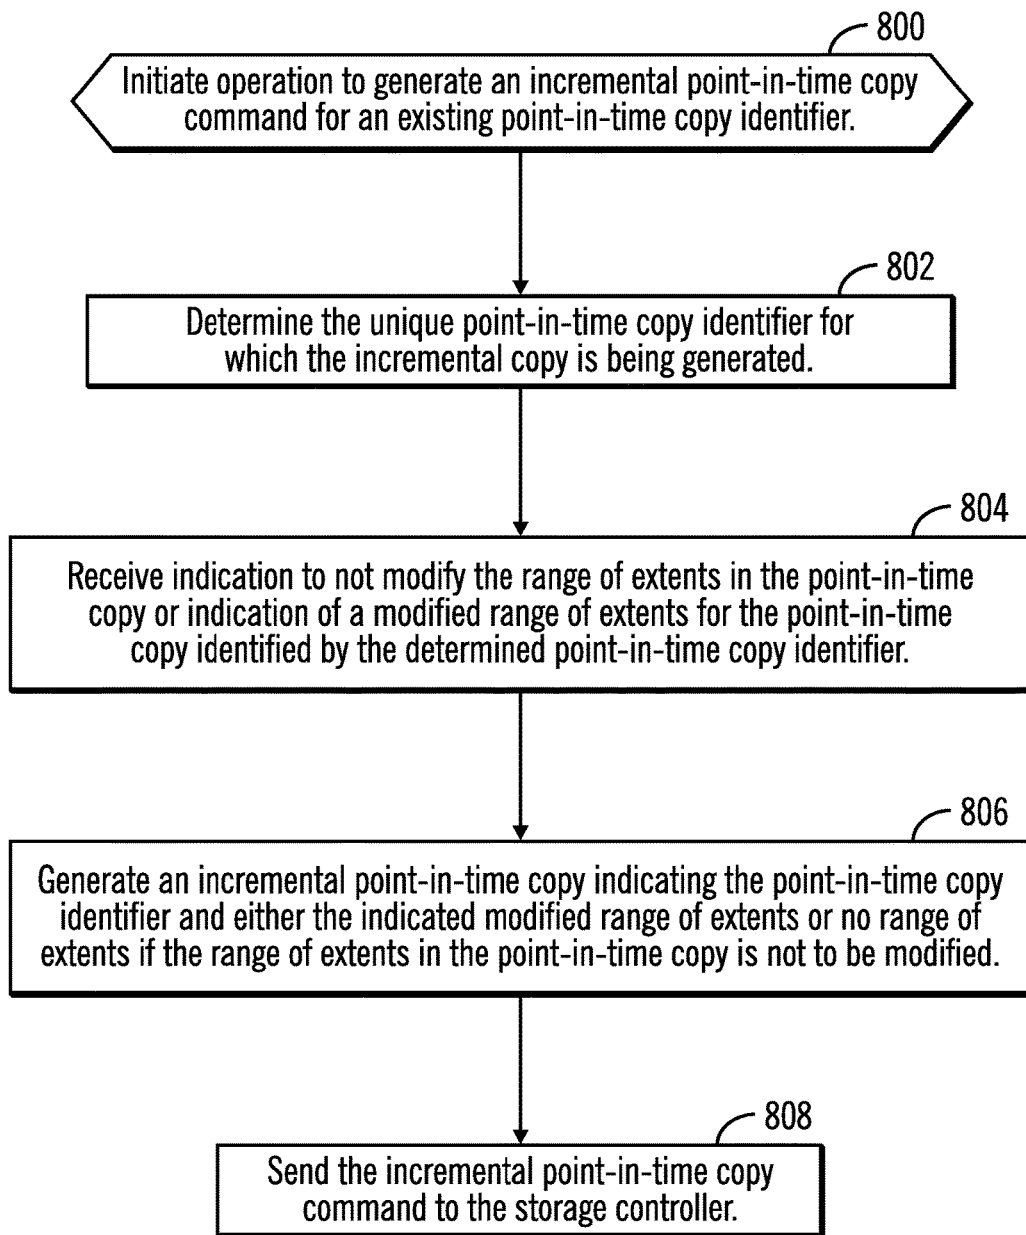 800
Initiate operation to generate an incremental point-in-time copy
command for an existing point-in-time copy identifier.
802
Determine the unique point-in-time copy identifier for
which the incremental copy is being generated.
804
Receive indication to not modify the range of extents in the point-in-time
copy or indication of a modified range of extents for the point-in-time
copy identified by the determined point-in-time copy identifier.
806
Generate an incremental point-in-time copy indicating the point-in-time copy
identifier and either the indicated modified range of extents or no range of
extents if the range of extents in the point-in-time copy is not to be modified.
808
Send the incremental point-in-time copy
command to the storage controller.